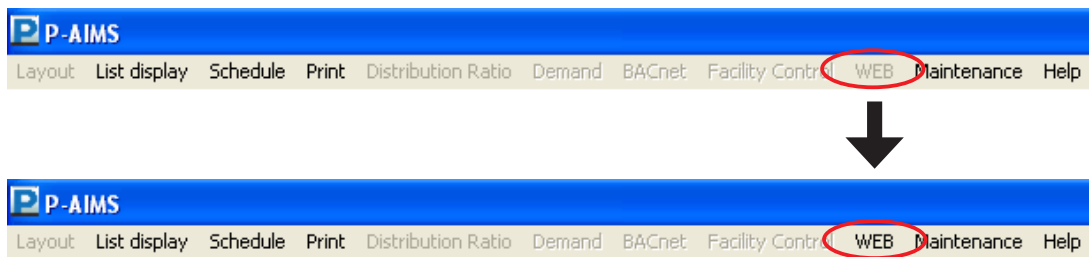 P-AIMS
Layout List display Schedule Print Distribution Ratio Demand BACnet Facility Control WEB Maintenance Help
P-AIMS
Layout List display Schedule Print Distribution Ratio Demand BACnet Facility Control WEB Maintenance Help